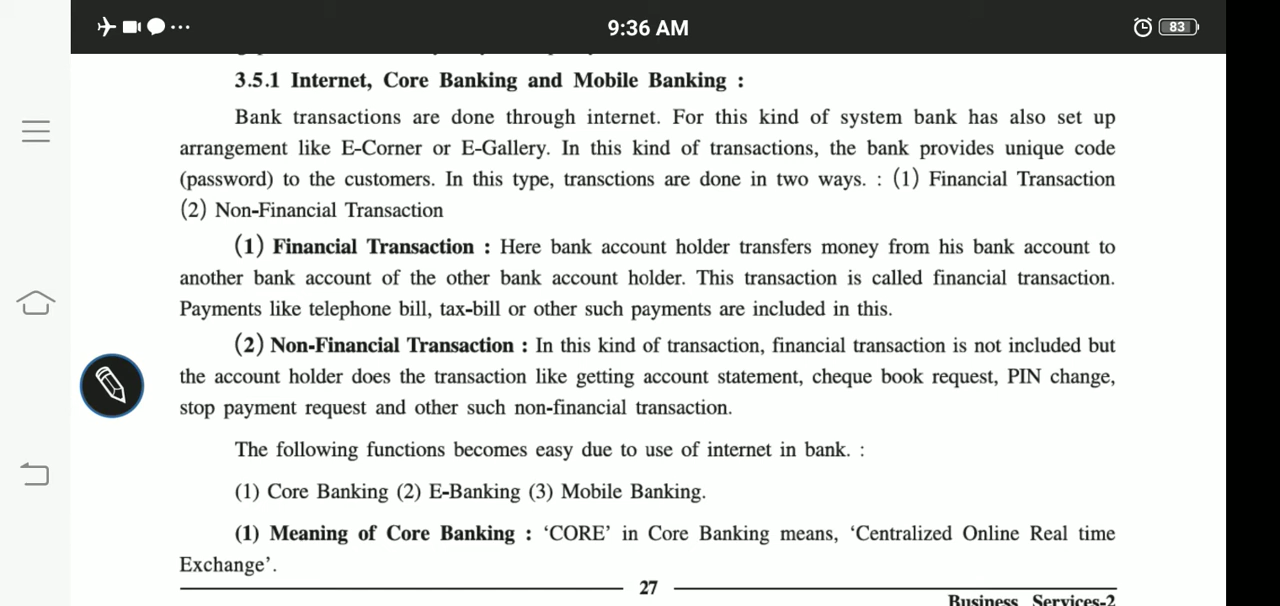 9:36 AM
83
3.5.1 Internet, Core Banking and Mobile Banking :
Bank transactions are done through internet. For this kind of system bank has also set up
arrangement like E-Corner or E-Gallery. In this kind of transactions, the bank provides unique code
(password) to the customers. In this type, transctions are done in two ways. : (1) Financial Transaction
(2) Non-Financial Transaction
(1) Financial Transaction : Here bank account holder transfers money from his bank account to
another bank account of the other bank account holder. This transaction is called financial transaction.
Payments like telephone bill, tax-bill or other such payments are included in this.
(2) Non-Financial Transaction : In this kind of transaction, financial transaction is not included but
the account holder does the transaction like getting account statement, cheque book request, PIN change,
stop payment request and other such non-financial transaction.
The following functions becomes easy due to use of internet in bank. :
(1) Core Banking (2) E-Banking (3) Mobile Banking.
(1) Meaning of Core Banking : ‘CORE’ in Core Banking means, ‘Centralized Online Real time
Exchange’.
27
Business Services-2